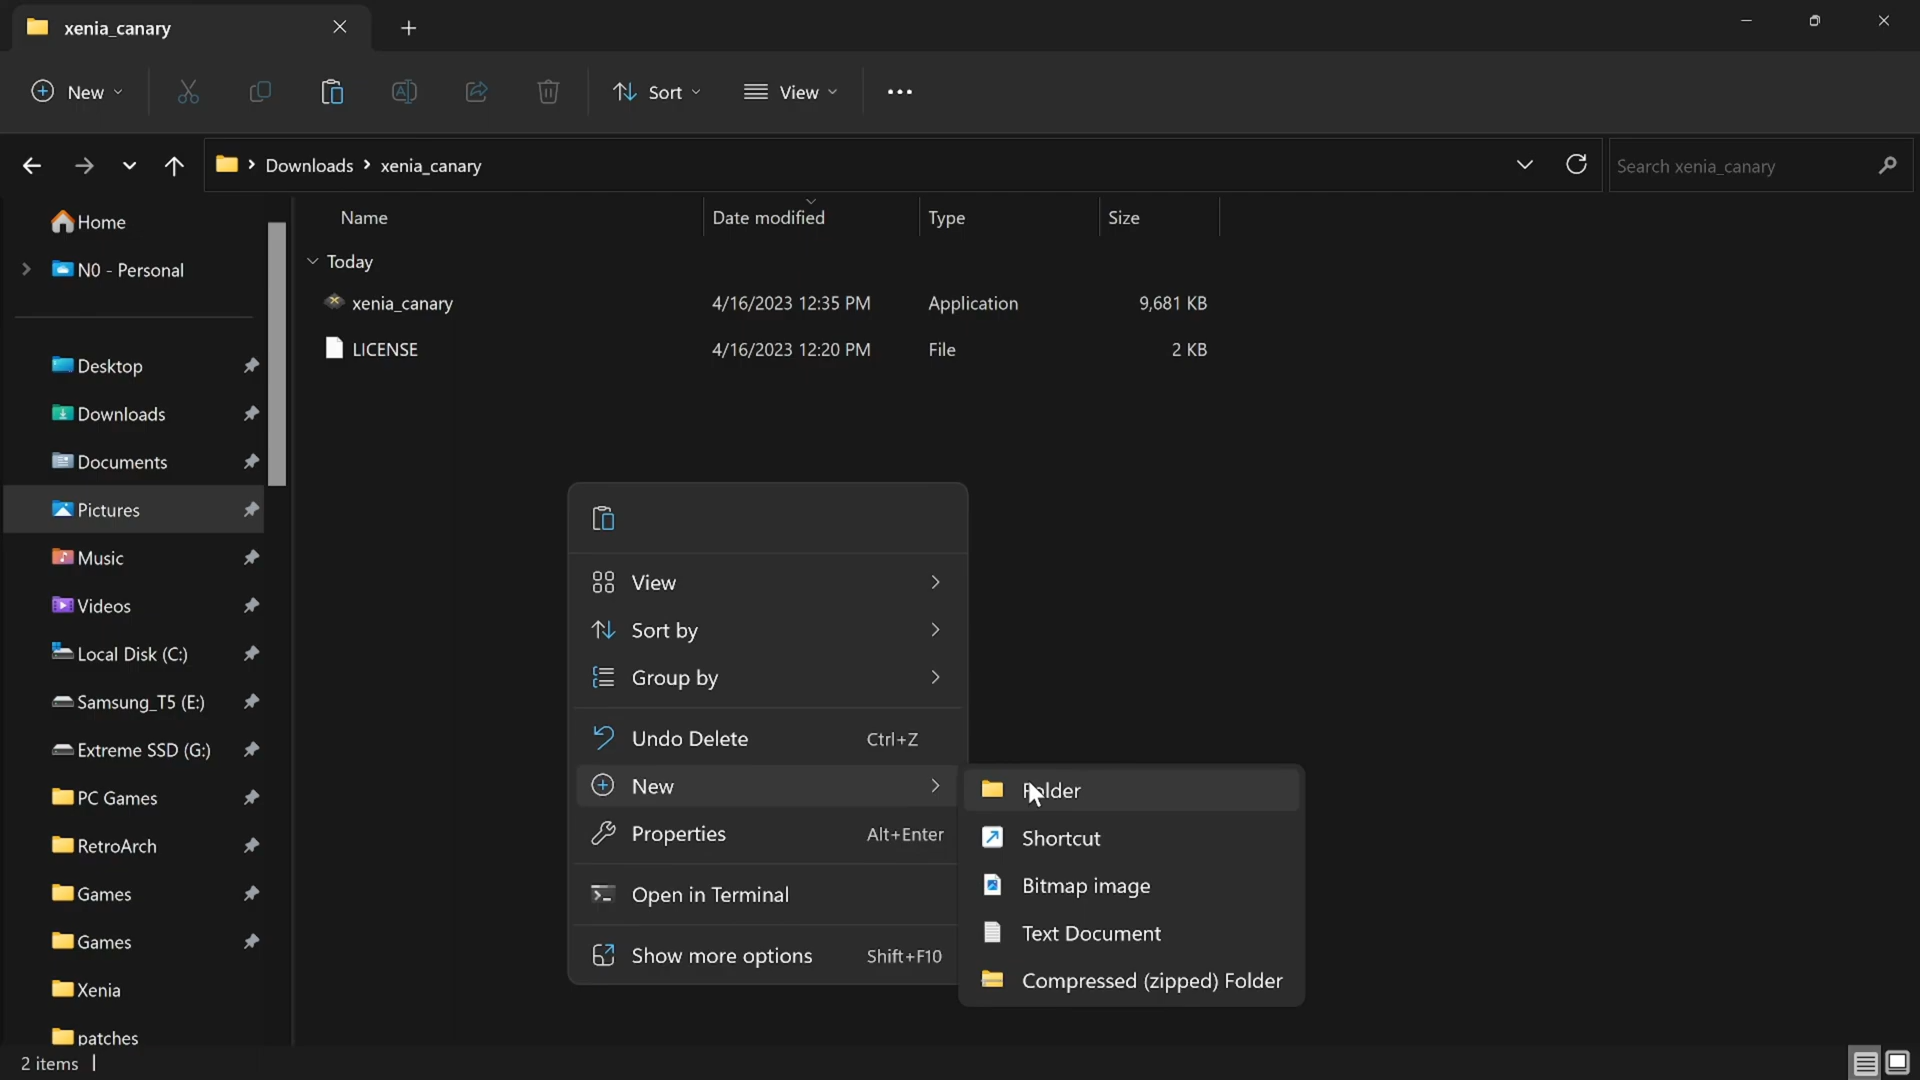 xenia_canary
New
Sort
View
Downloads
xenia_canary
Search xenia_canary
Home
N0 - Personal
Desktop
Downloads
Documents
Pictures
Music
Videos
Local Disk (C:)
Samsung_T5 (E:)
Extreme SSD (G:)
PC Games
RetroArch
Games
Games
Xenia
patches
Name Date modified Type Size
Today
xenia_canary 4/16/2023 12:35 PM Application 9,681 KB
LICENSE 4/16/2023 12:20 PM File 2 KB
View
Sort by
Group by
Undo Delete Ctrl+Z
New
Properties Alt+Enter
Open in Terminal
Show more options Shift+F10
Folder
Shortcut
Bitmap image
Text Document
Compressed (zipped) Folder
2 items